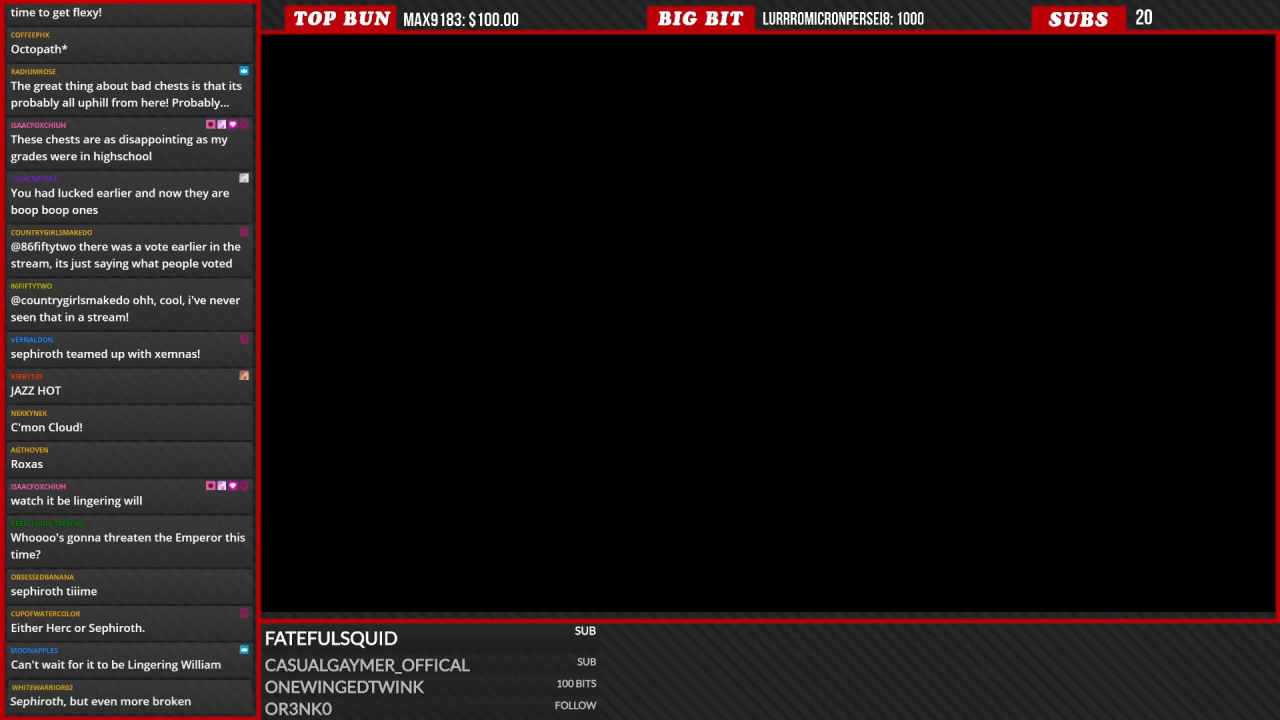 time to get flexy!
COFFEEPHX
Octopath*
RADIUMROSE_
The great thing about bad chests is that its
probably all uphill from here! Probably...
ISAACFOXCHIUH
These chests are as disappointing as my
grades were in highschool
You had lucked earlier and now they are
boop boop ones
COUNTRYGIRLSMAKEDO
@86fiftytwo there was a vote earlier in the
stream, its just saying what people voted
86FIFTYTWO
@countrygirlsmakedo ohh, cool, i've never
seen that in a stream!
VERNALDON
sephiroth teamed up with xemnas!
KIRBY139
JAZZ HOT
NEKKYNEK
C'mon Cloud!
AGTHOVEN
Roxas
ISAACFOXCHIUH
watch it be lingering will
REBELLIOUS_TREECKO
Whoooo's gonna threaten the Emperor this
time?
OBSESSEDBANANA
sephiroth tiiime
CUPOFWATERCOLOR
Either Herc or Sephiroth.
MOONAPPLES
Can't wait for it to be Lingering William
WHITEWARRIOR02
Sephiroth, but even more broken
TOP BUN MAX9183: $100.00
BIG BIT LURRROMICRONPERSEI8: 1000
SUBS 20
FATEFULSQUID SUB
CASUALGAYMER_OFFICAL SUB
ONEWINGEDTWINK 100 BITS
OR3NK0 FOLLOW